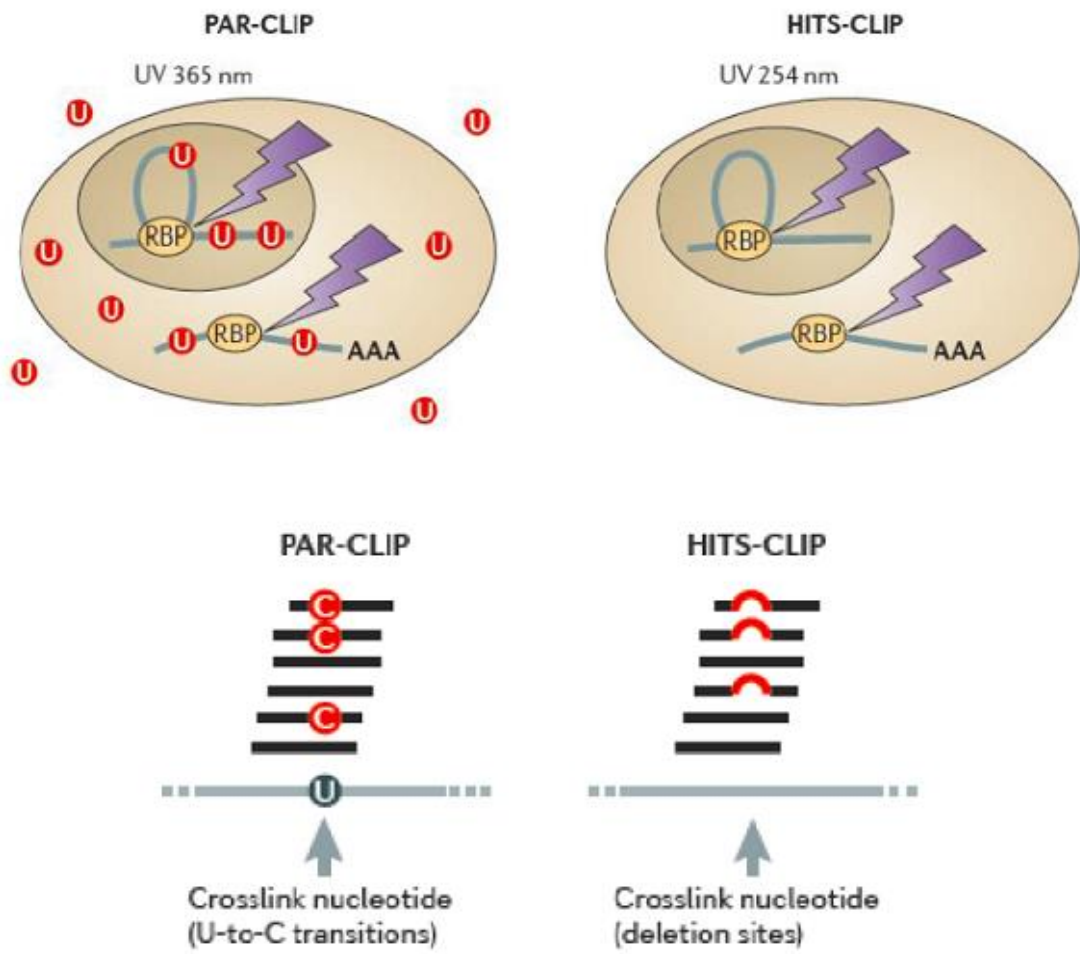 PAR-CLIP
HITS-CLIP
UV 365 nm
UV 254 nm
U
U
U
RBP
U
U
U
U
U
U
RBP
U
AAA
U
U
RBP
RBP
AAA
PAR-CLIP
HITS-CLIP
C
C
C
U
Crosslink nucleotide
(U-to-C transitions)
Crosslink nucleotide
(deletion sites)